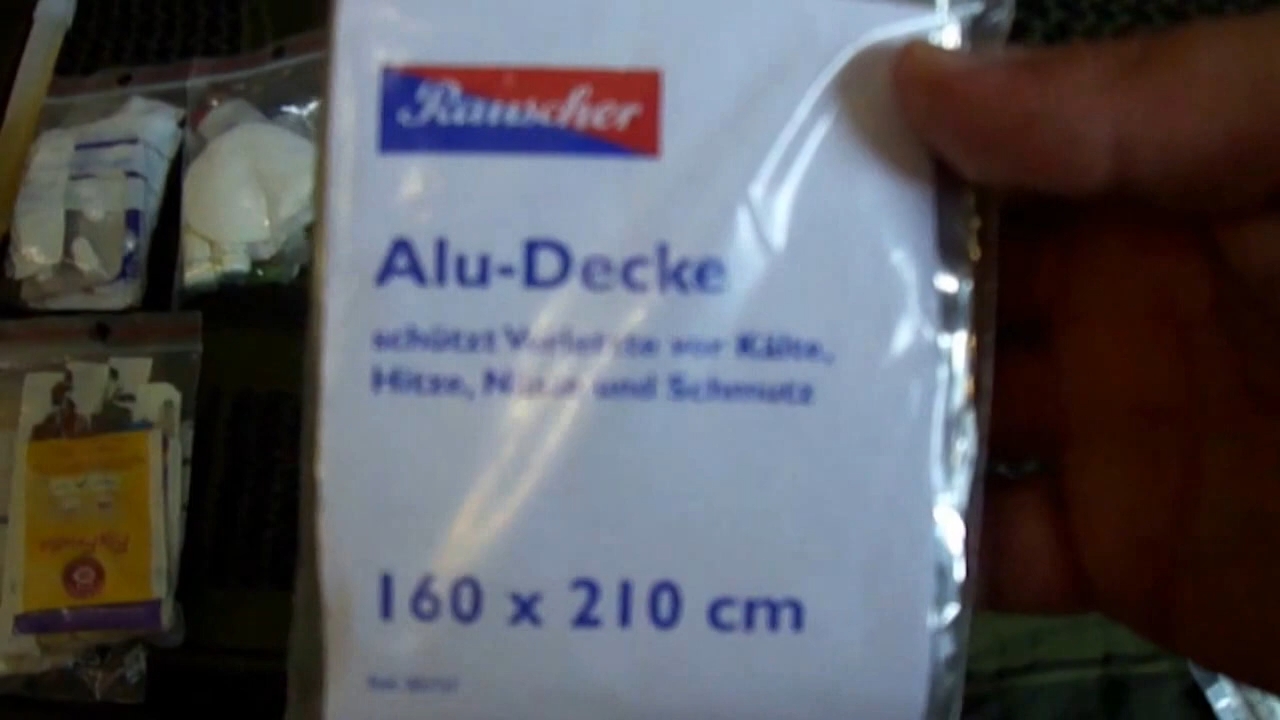 Rauscher
Alu-Decke
schützt Verletzte vor Kälte,
Hitze, Nässe und Schmutz
160 x 210 cm